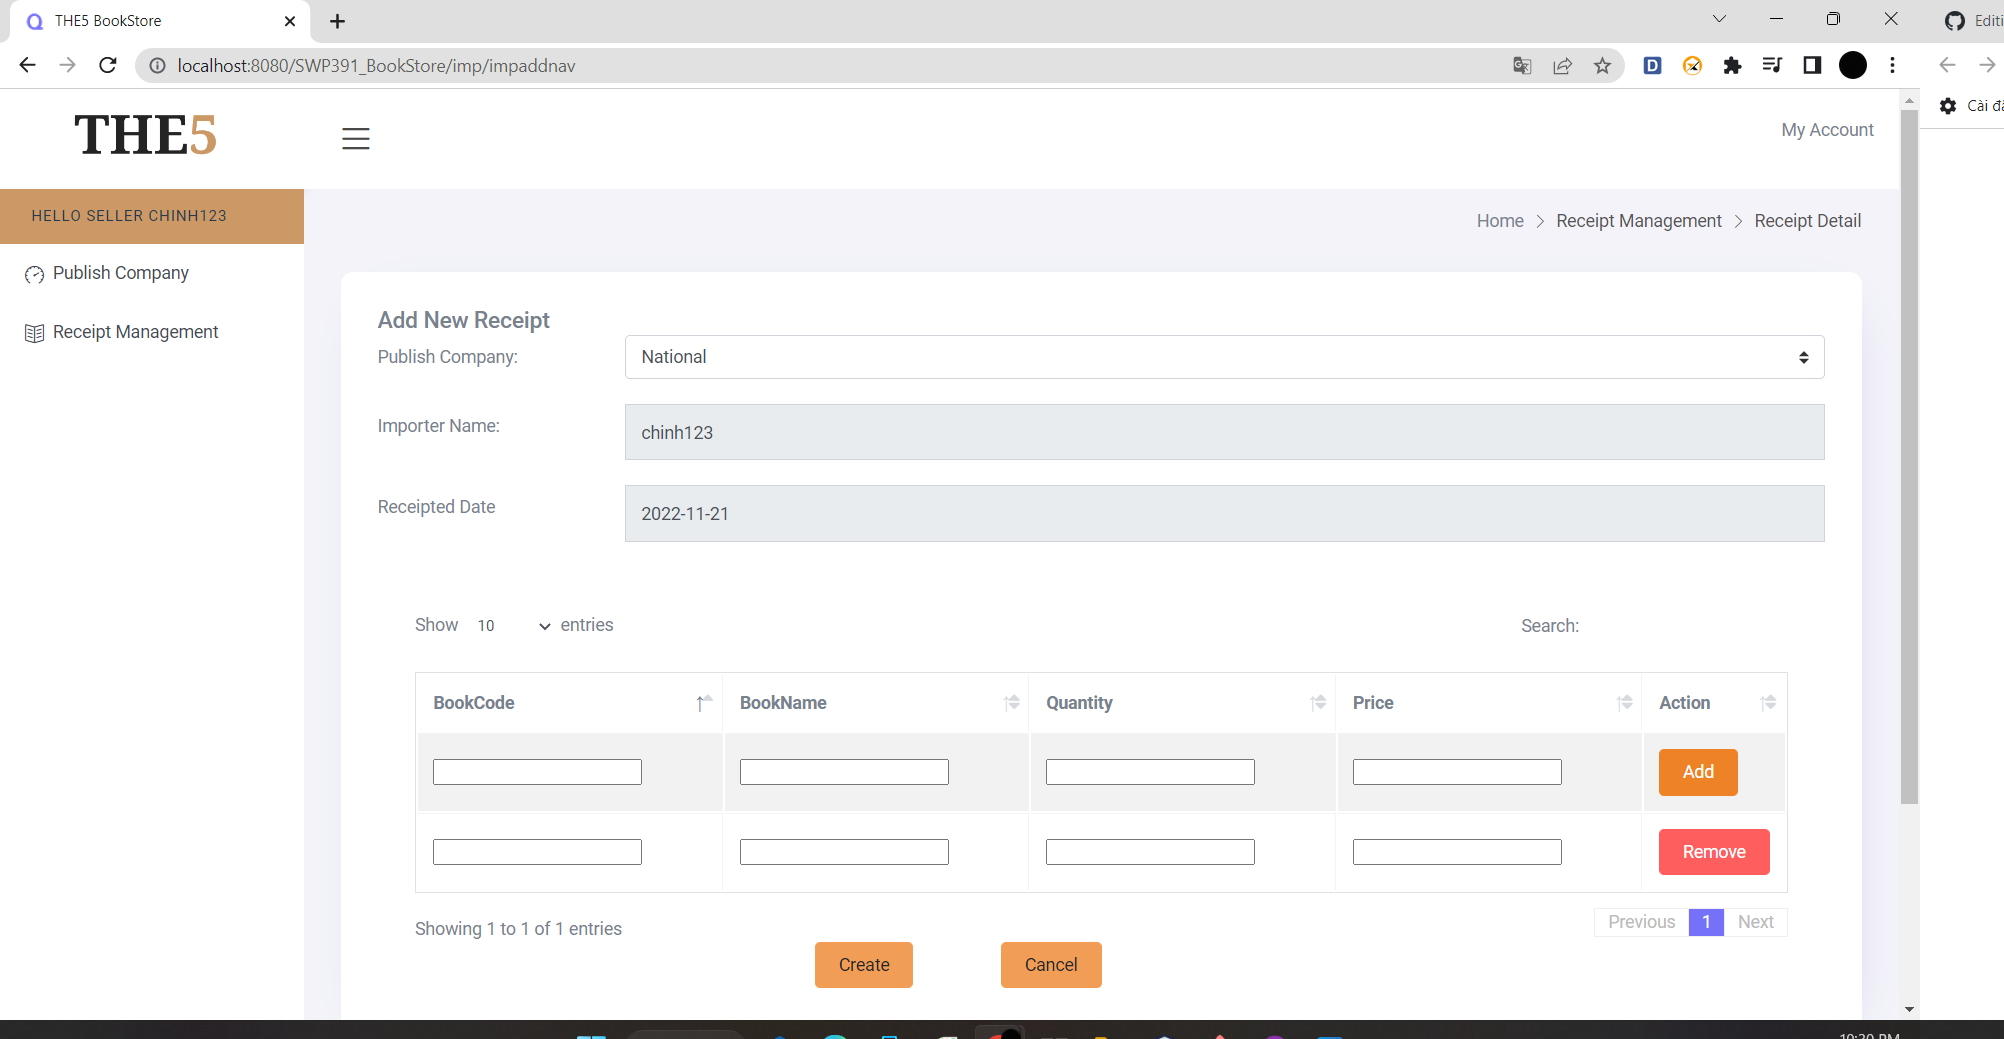 THE5 BookStore
Editi
localhost:8080/SWP391_BookStore/imp/impaddnav
D
Cài đ
THE5
My Account
HELLO SELLER CHINH123
Home > Receipt Management > Receipt Detail
Publish Company
Receipt Management
Add New Receipt
Publish Company:
National
Importer Name:
chinh123
Receipted Date
2022-11-21
Show 10 entries
Search:
BookCode BookName Quantity Price Action
Add
Remove
Showing 1 to 1 of 1 entries
Previous 1 Next
Create Cancel
10:30 PM